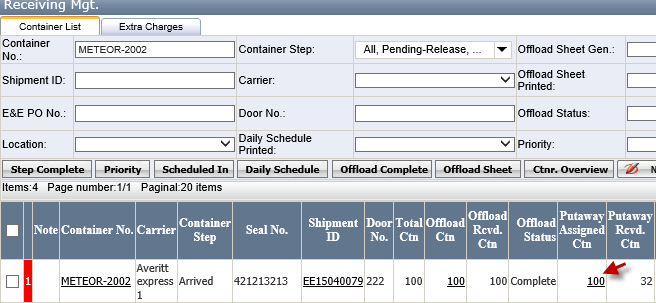 Receiving Mgt.
Container List Extra Charges
Container No.: METEOR-2002 Container Step: All, Pending-Release, ... Offload Sheet Gen.:
Shipment ID: Carrier: Offload Sheet Printed:
E&E PO No.: Door No.: Offload Status:
Location: Daily Schedule Printed: Priority:
Step Complete Priority Scheduled In Daily Schedule Offload Complete Offload Sheet Ctnr. Overview N
Items:4 Page number:1/1 Paginal:20 items
Note Container No. Carrier Container Step Seal No. Shipment ID Door No. Total Ctn Offload Ctn Offload Rcvd. Ctn Offload Status Putaway Assigned Ctn Putaway Rcvd. Ctn
1 METEOR-2002 Averitt express 1 Arrived 421213213 EE15040079 222 100 100 100 Complete 100 32